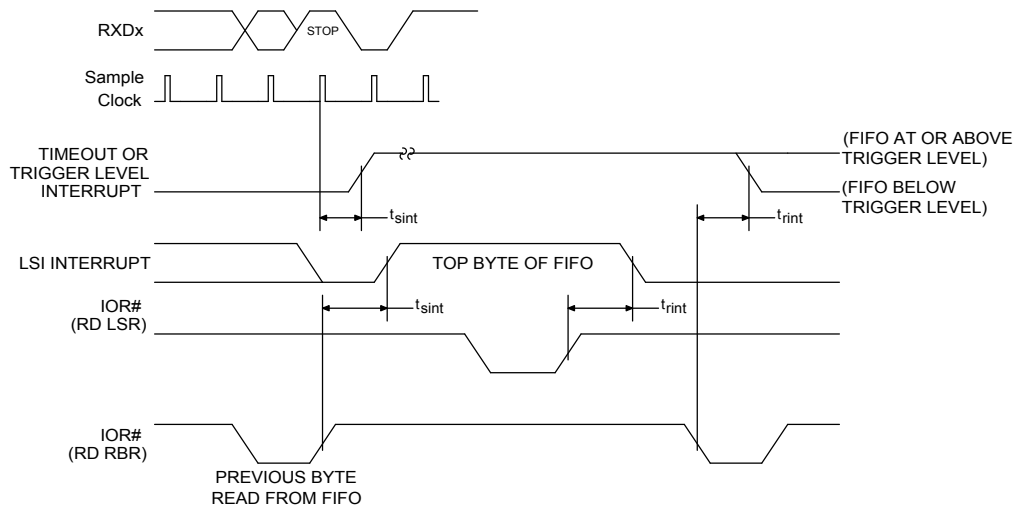 RXDx
STOP
Sample
Clock
TIMEOUT OR
TRIGGER LEVEL
INTERRUPT
(FIFO AT OR ABOVE
TRIGGER LEVEL)
(FIFO BELOW
TRIGGER LEVEL)
tsint
trint
LSI INTERRUPT
TOP BYTE OF FIFO
IOR#
(RD LSR)
tsint
trint
IOR#
(RD RBR)
PREVIOUS BYTE
READ FROM FIFO